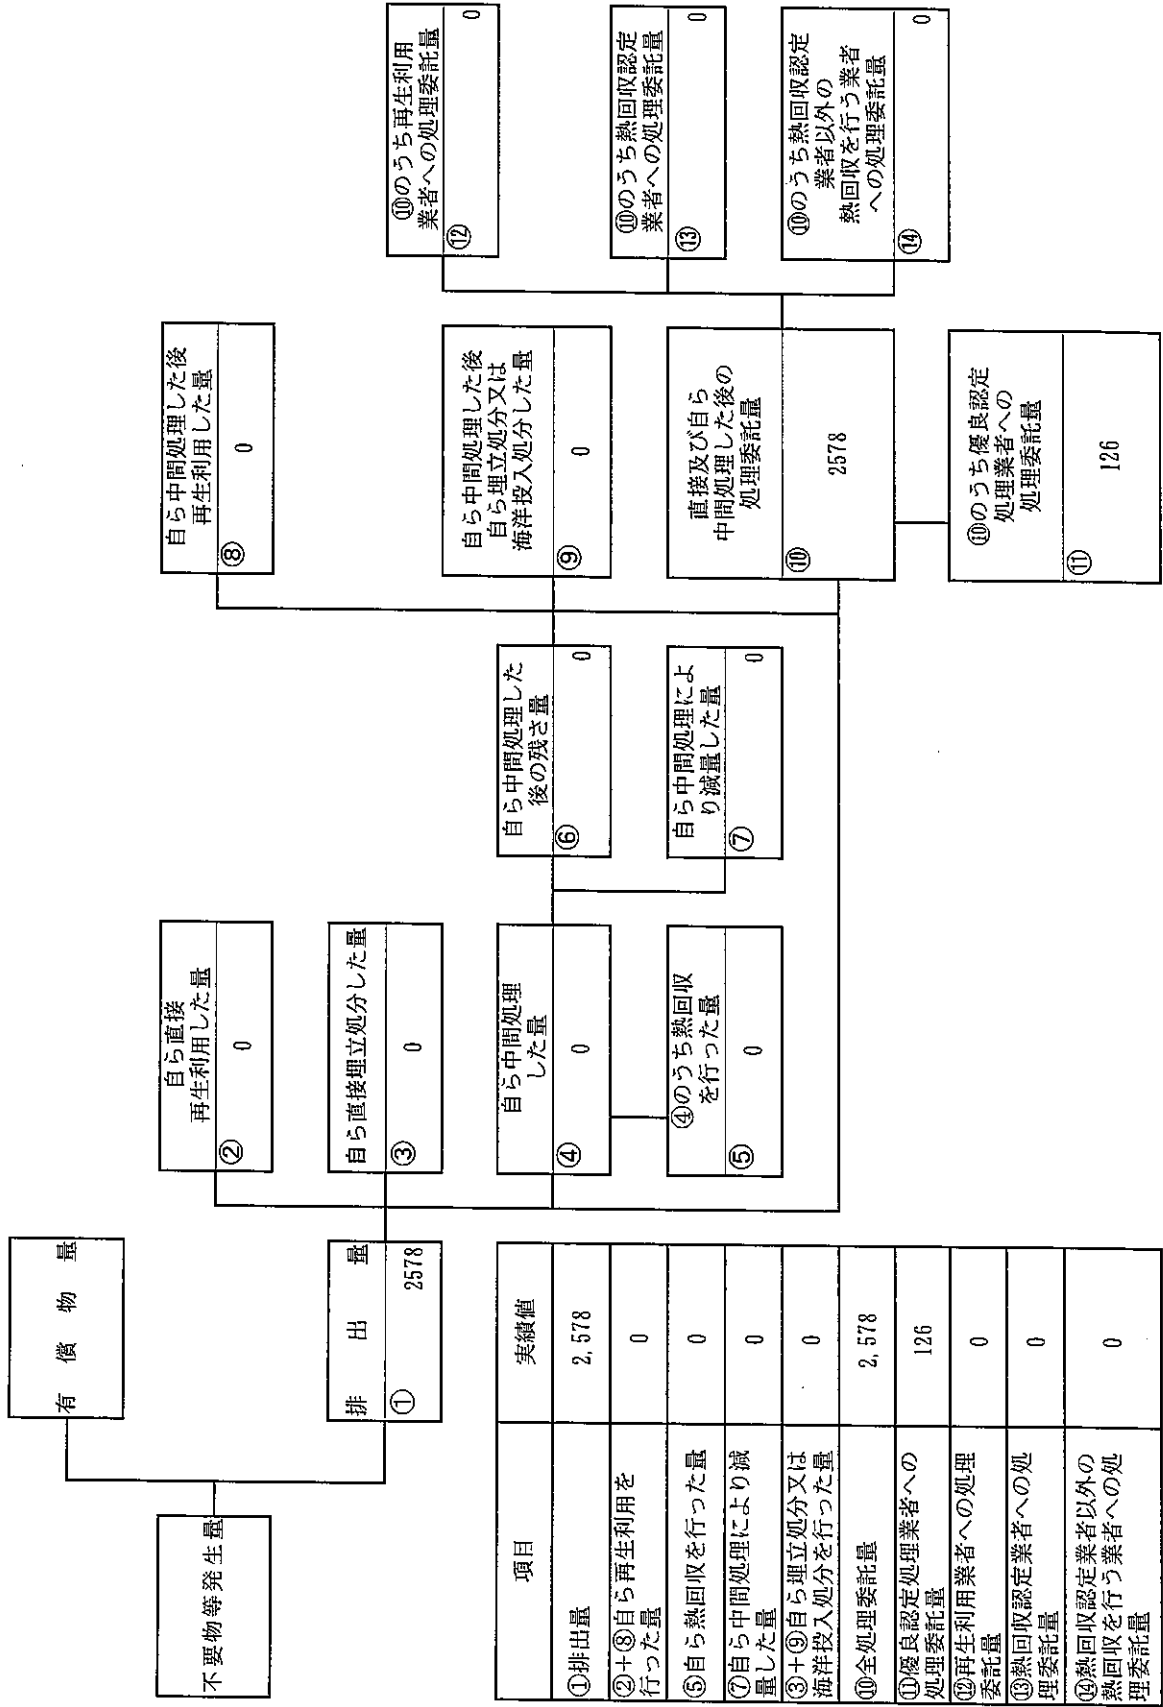 不要物等発生量
有償物量
排出量
① 2578
自ら直接
再生利用した量
② 0
自ら直接埋立処分した量
③ 0
自ら中間処理
した量
④ 0
④のうち熱回収
を行った量
⑤ 0
自ら中間処理した
後の残さ量
⑥ 0
自ら中間処理によ
り減量した量
⑦ 0
自ら中間処理した後
再生利用した量
⑧ 0
自ら中間処理した後
自ら埋立処分又は
海洋投入処分した量
⑨ 0
直接及び自ら
中間処理した後の
処理委託量
⑩ 2578
⑩のうち優良認定
処理業者への
処理委託量
⑪ 126
⑩のうち再生利用
業者への処理委託量
⑫ 0
⑩のうち熱回収認定
業者への処理委託量
⑬ 0
⑩のうち熱回収認定
業者以外の
熱回収を行う業者
への処理委託量
⑭ 0
項目 実績値
①排出量 2,578
②+⑧自ら再生利用を
行った量 0
⑤自ら熱回収を行った量 0
⑦自ら中間処理により減
量した量 0
③+⑨自ら埋立処分又は
海洋投入処分を行った量 0
⑩全処理委託量 2,578
⑪優良認定処理業者への
処理委託量 126
⑫再生利用業者への処理
委託量 0
⑬熱回収認定業者への処
理委託量 0
⑭熱回収認定業者以外の
熱回収を行う業者への処
理委託量 0